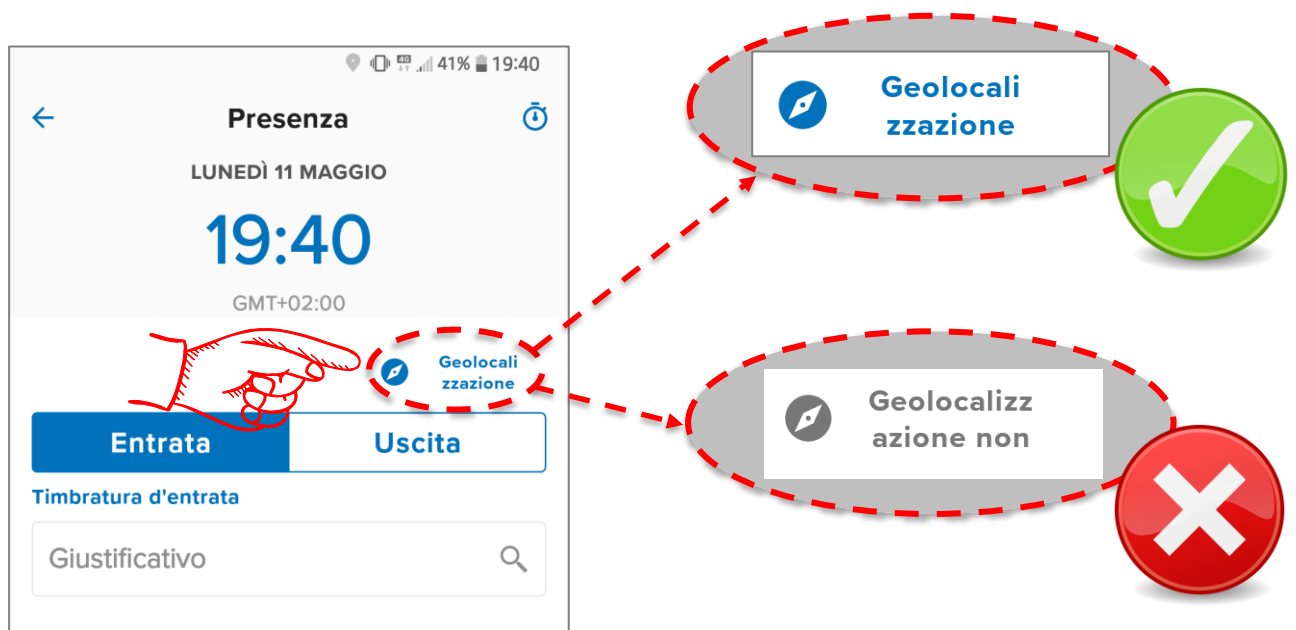 4G 41% 19:40
Presenza
LUNEDÌ 11 MAGGIO
19:40
GMT+02:00
Geolocali
zzazione
Entrata
Uscita
Timbratura d'entrata
Giustificativo
Geolocali
zzazione
Geolocalizz
azione non